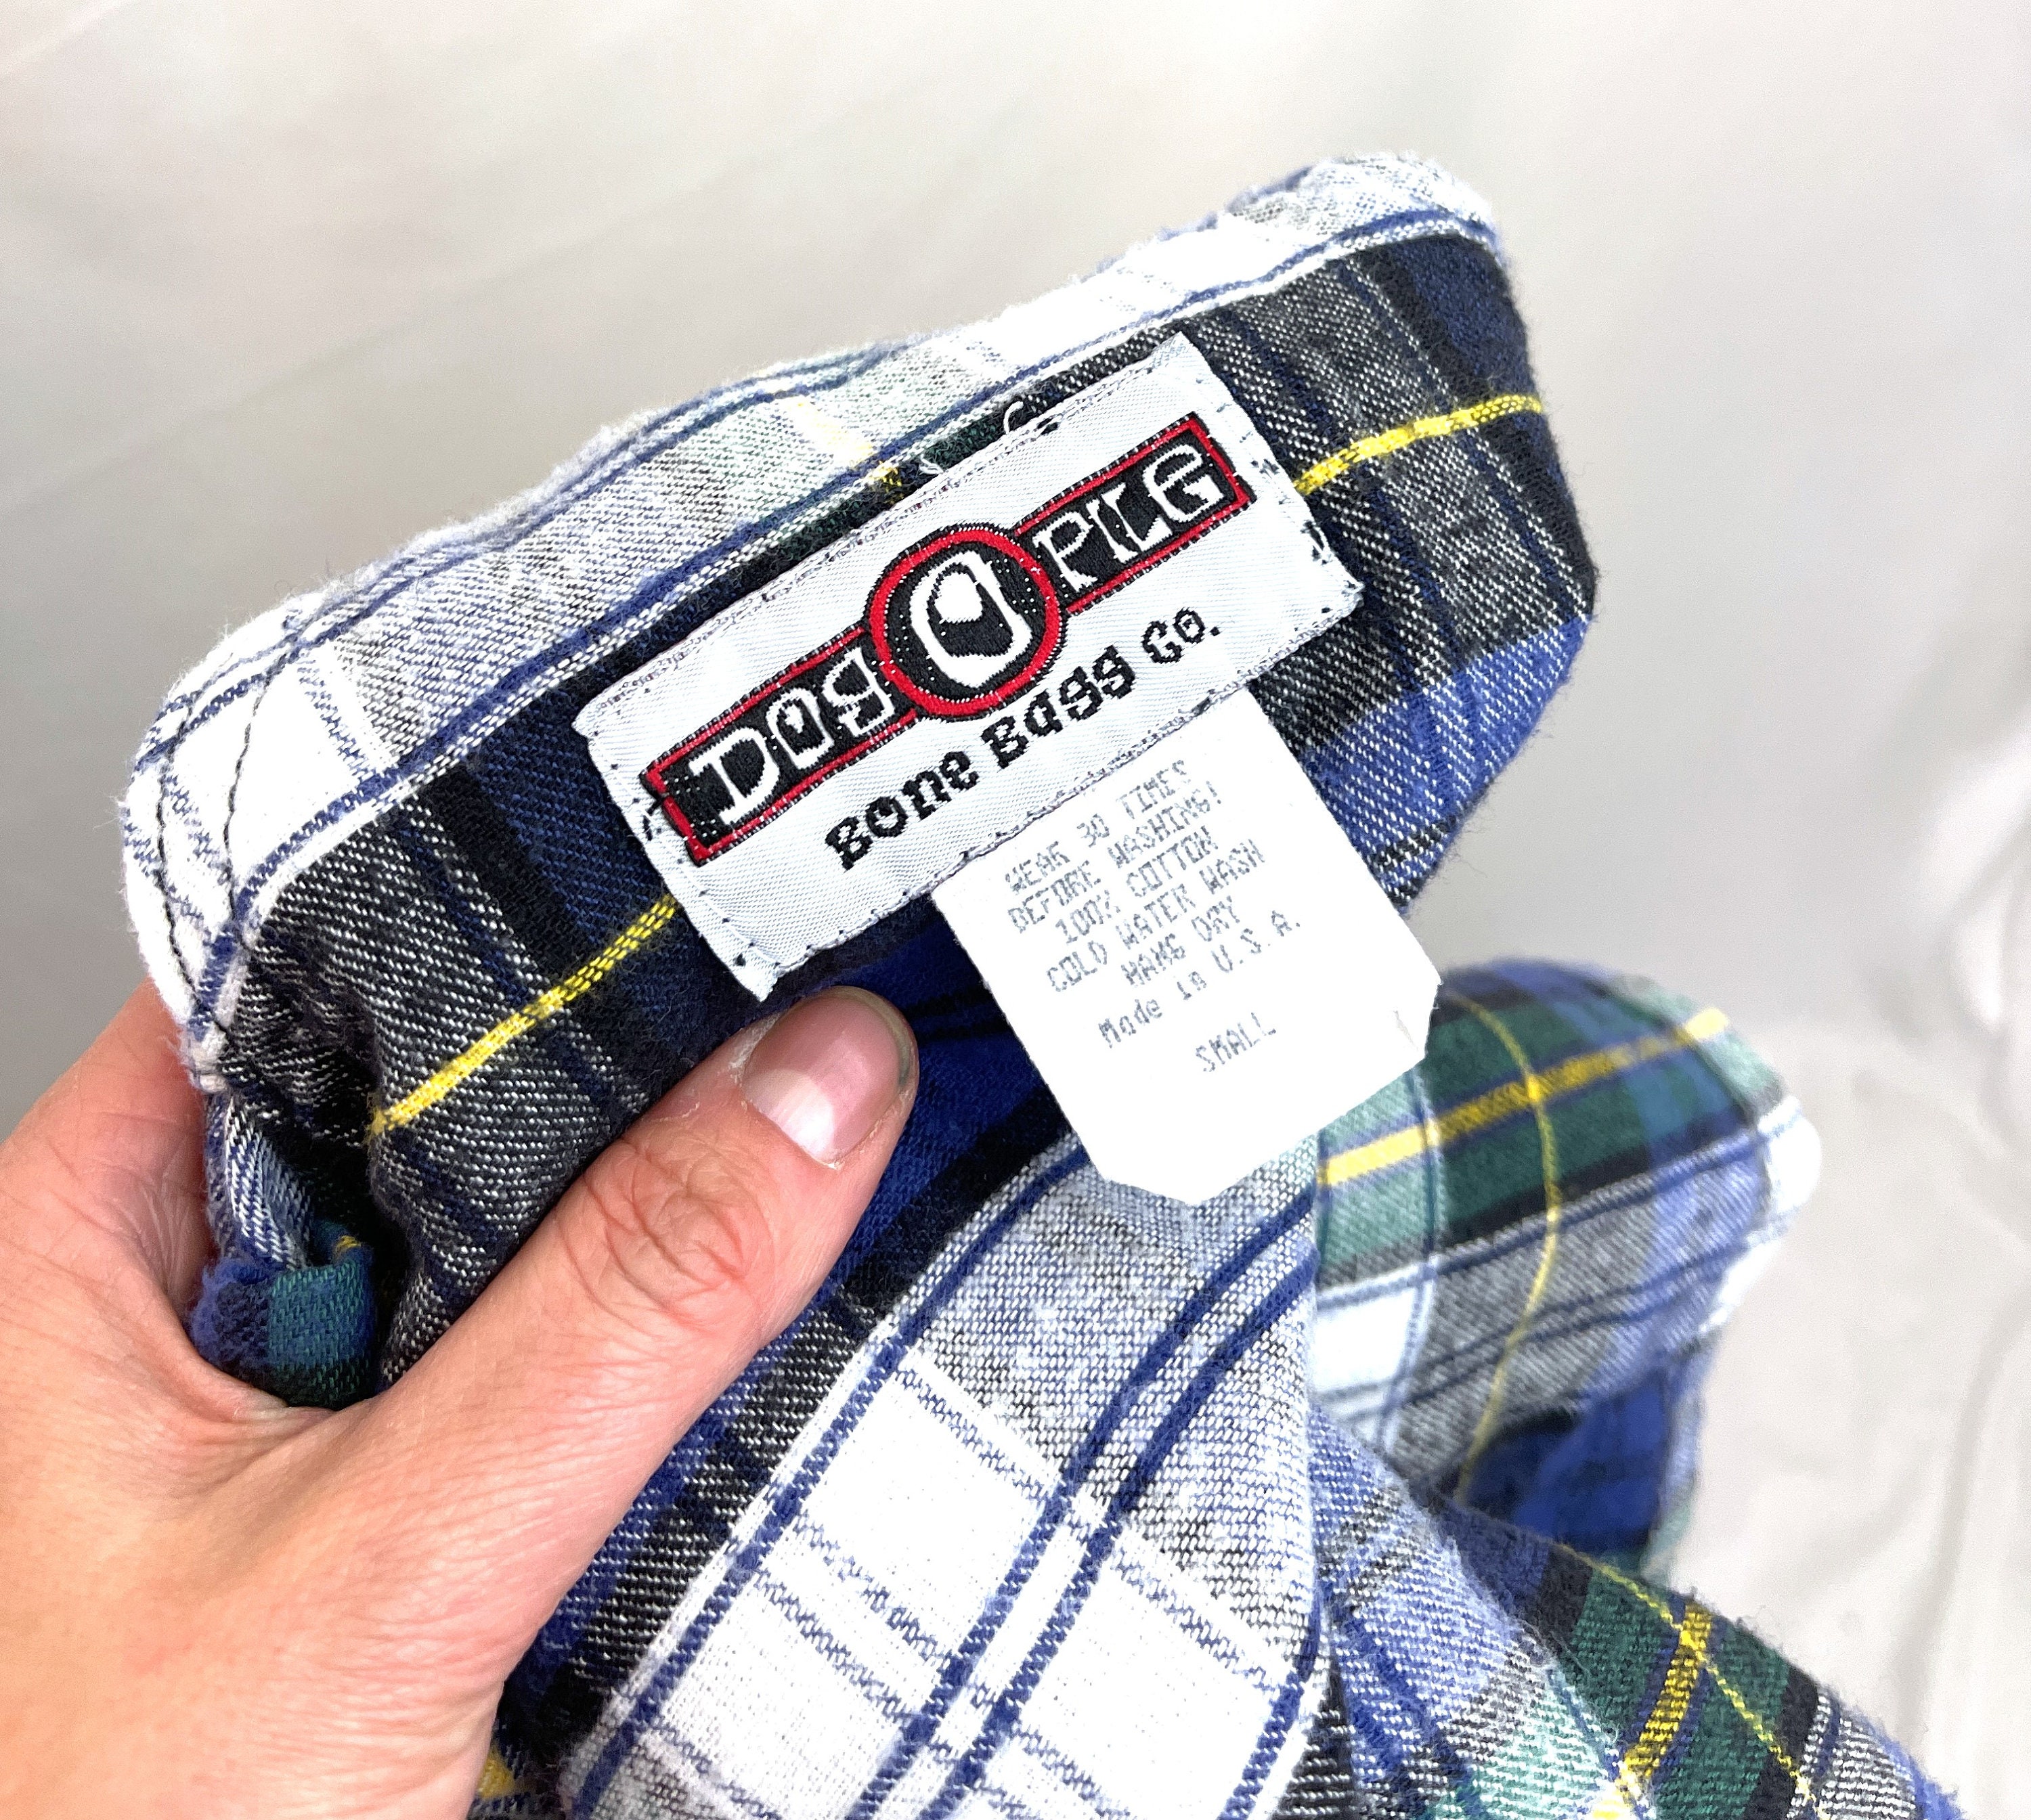 Dog PiLe
Bone Bagg Co.
WEAR 30 TIMES
BEFORE WASHING!
100% COTTON
COLD WATER WASH
HANG DRY
Made in U.S.A.
SMALL